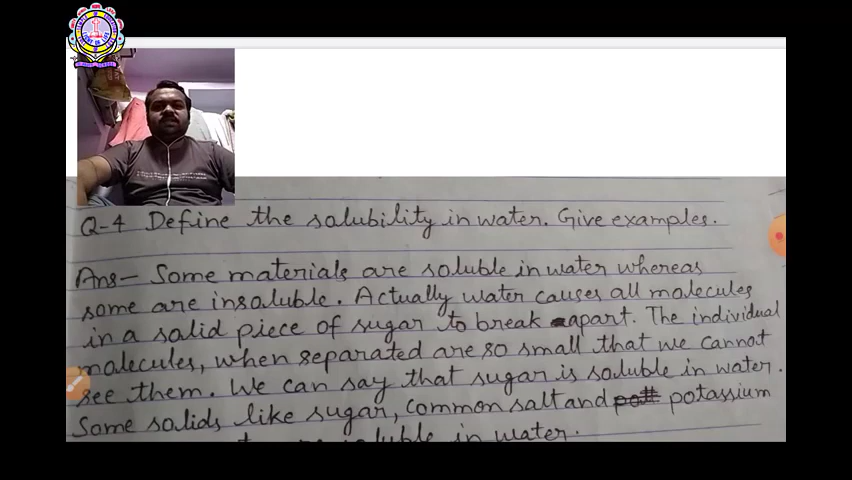 Q-4 Define the solubility in water. Give examples.
Ans- Some materials are soluble in water whereas
some are insoluble. Actually water causes all molecules
in a solid piece of sugar to break apart. The individual
molecules, when separated are so small that we cannot
see them. We can say that sugar is soluble in water.
Some solids like sugar, common salt and potassium
soluble in water.